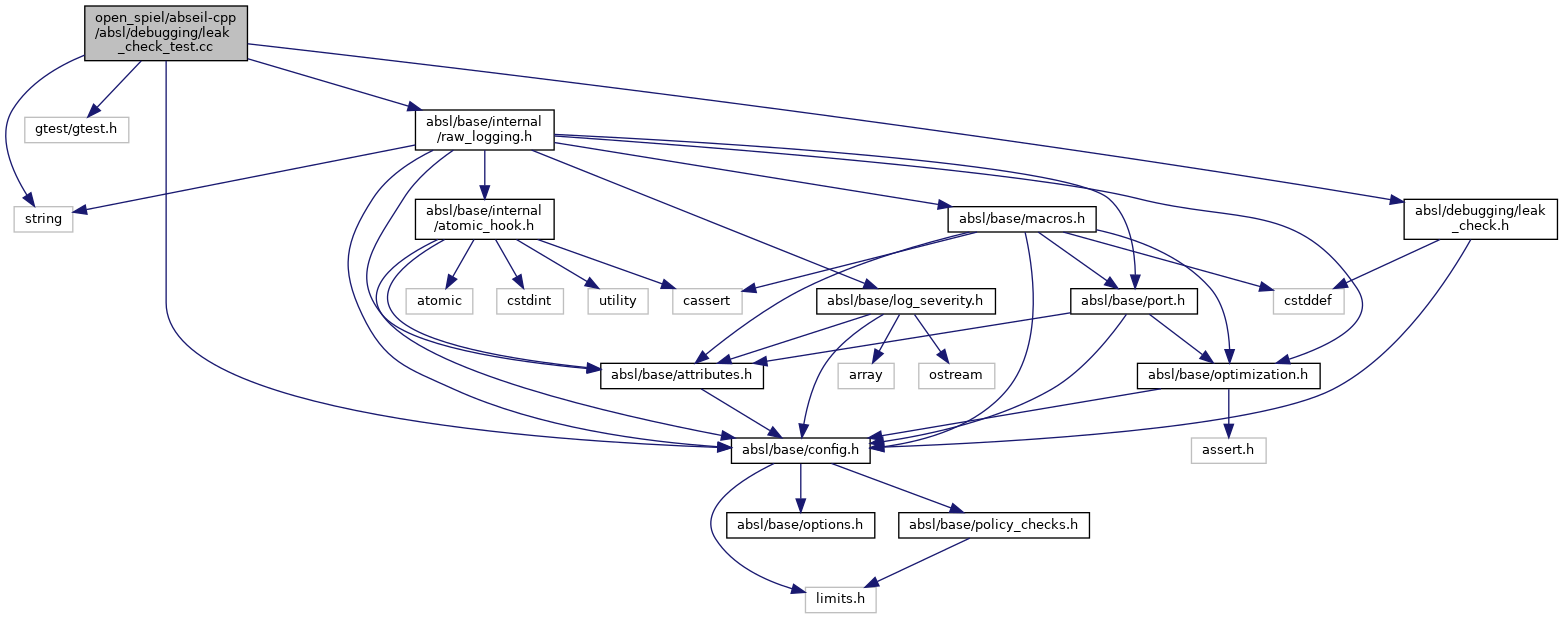 open_spiel/abseil-cpp
/absl/debugging/leak
_check_test.cc
gtest/gtest.h
absl/base/internal
/raw_logging.h
string
absl/base/internal
/atomic_hook.h
absl/base/macros.h
absl/debugging/leak
_check.h
atomic
cstdint
utility
cassert
absl/base/log_severity.h
absl/base/port.h
cstddef
absl/base/attributes.h
array
ostream
absl/base/optimization.h
absl/base/config.h
assert.h
absl/base/options.h
absl/base/policy_checks.h
limits.h